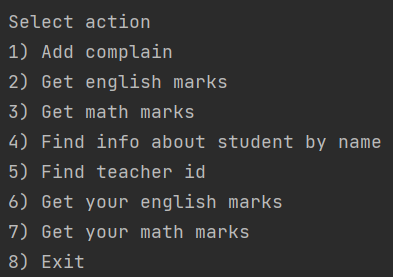 Select action
1) Add complain
2) Get english marks
3) Get math marks
4) Find info about student by name
5) Find teacher id
6) Get your english marks
7) Get your math marks
8) Exit